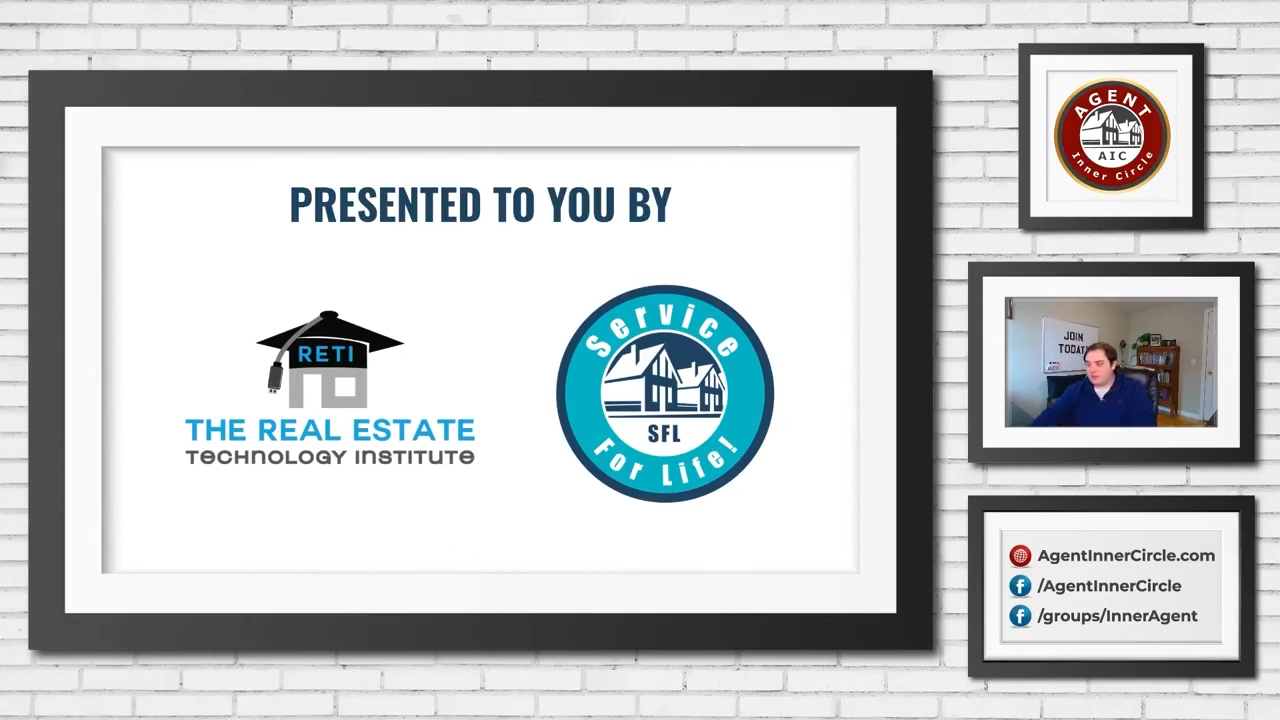 PRESENTED TO YOU BY
RETI
THE REAL ESTATE
TECHNOLOGY INSTITUTE
Service
SFL
For Life!
AGENT
AIC
Inner Circle
JOIN
TODAY!
AgentInnerCircle.com
/AgentInnerCircle
/groups/InnerAgent